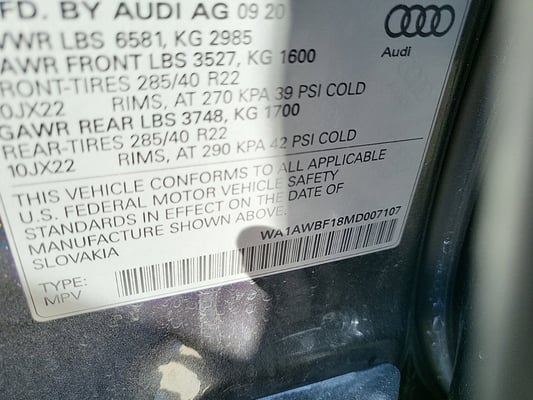 FD. BY AUDI AG 09 20
VWR LBS 6581, KG 2985
AWR FRONT LBS 3527, KG 1600
RONT-TIRES 285/40 R22
0JX22 RIMS, AT 270 KPA 39 PSI COLD
GAWR REAR LBS 3748, KG 1700
REAR-TIRES 285/40 R22
10JX22 RIMS, AT 290 KPA 42 PSI COLD
THIS VEHICLE CONFORMS TO ALL APPLICABLE
U.S. FEDERAL MOTOR VEHICLE SAFETY
STANDARDS IN EFFECT ON THE DATE OF
MANUFACTURE SHOWN ABOVE.
SLOVAKIA
WA1AWBF18MD007107
TYPE:
MPV
Audi